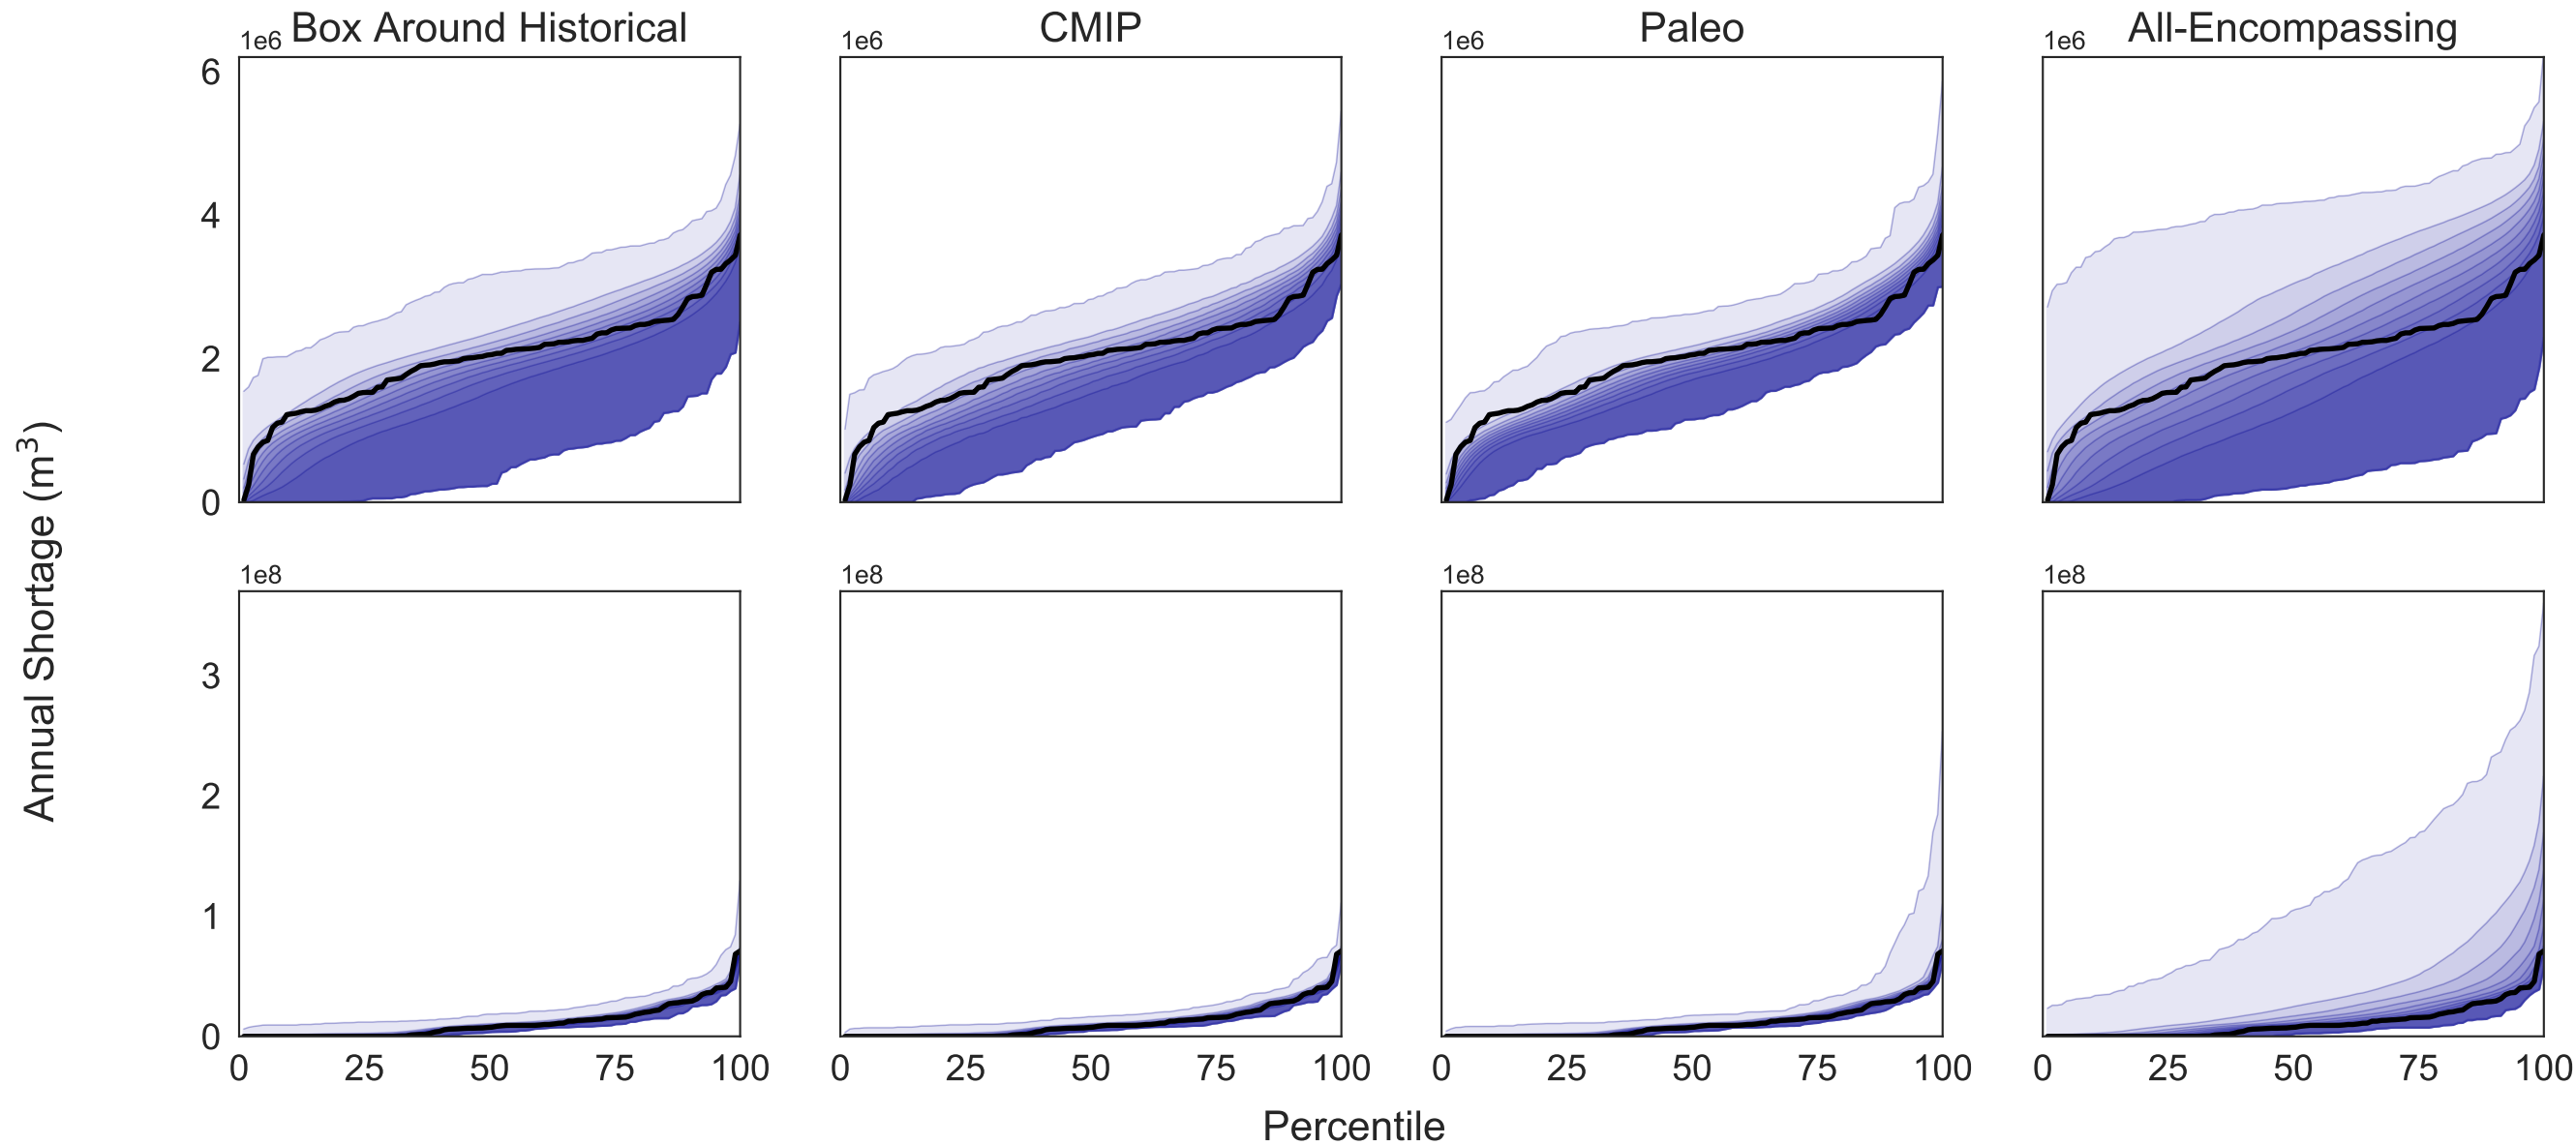 Box Around Historical CMIP Paleo All-Encompassing
1e6 1e6 1e6 1e6
6
4
2
0
Annual Shortage (m³)
1e8 1e8 1e8 1e8
3
2
1
0
0 25 50 75 100 0 25 50 75 100 0 25 50 75 100 0 25 50 75 100
Percentile